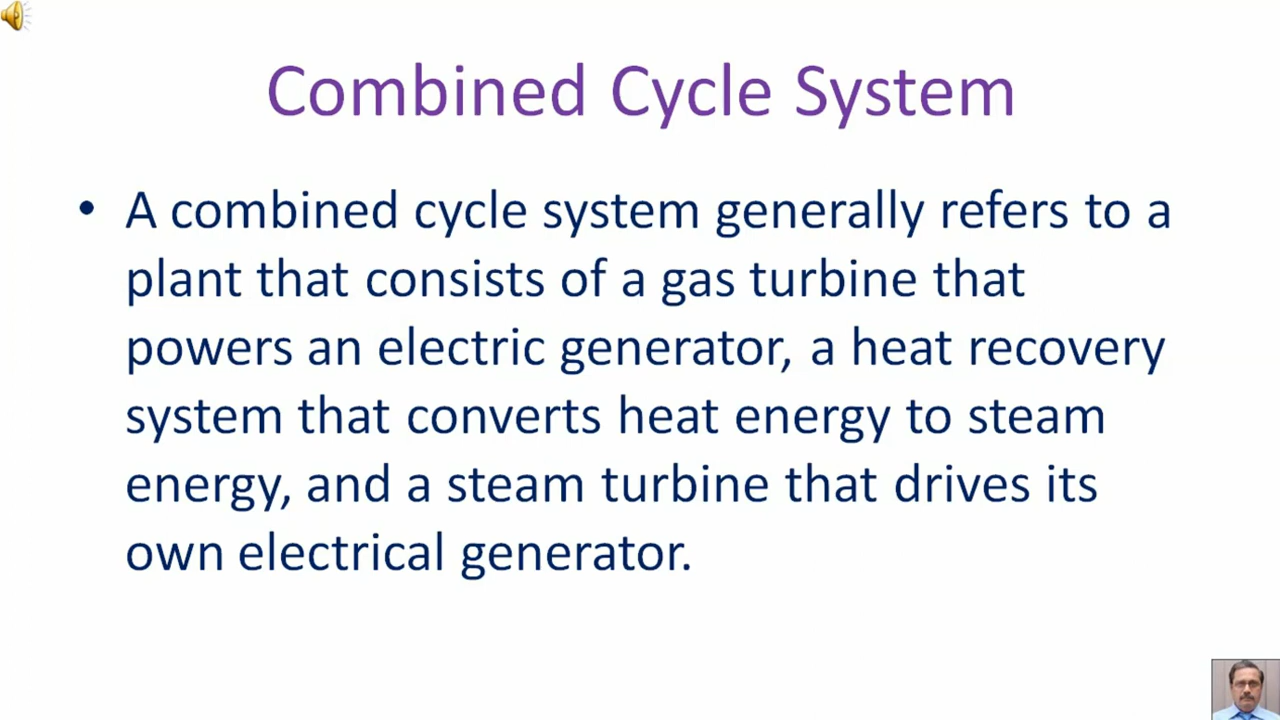 Combined Cycle System
• A combined cycle system generally refers to a
plant that consists of a gas turbine that
powers an electric generator, a heat recovery
system that converts heat energy to steam
energy, and a steam turbine that drives its
own electrical generator.